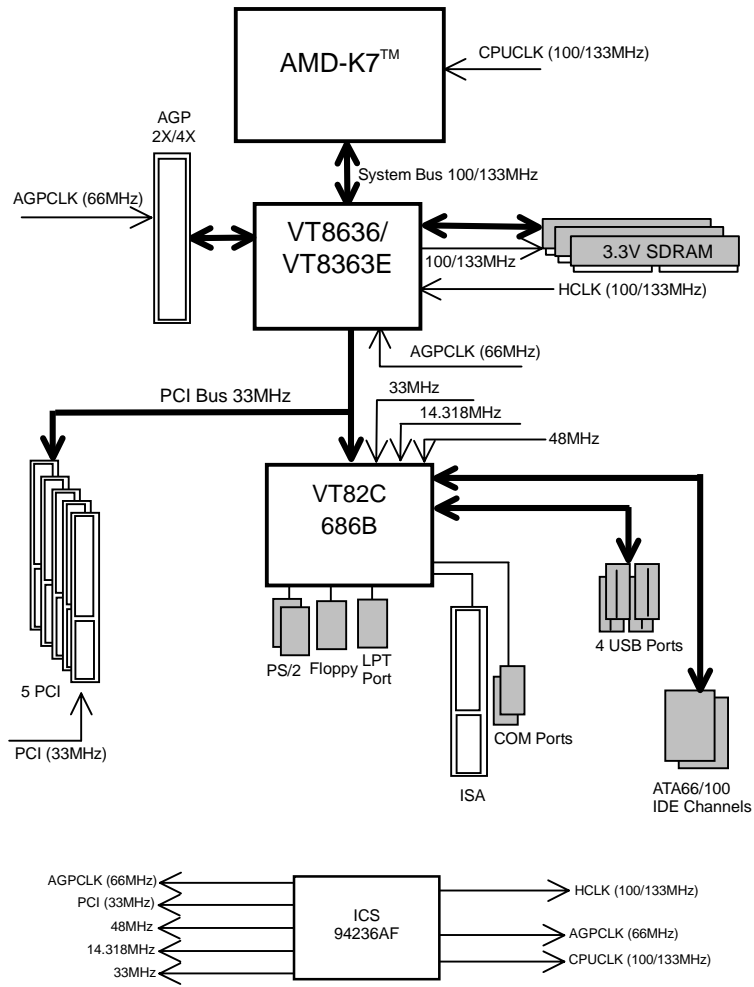 AMD-K7™
CPUCLK (100/133MHz)
AGP
2X/4X
System Bus 100/133MHz
AGPCLK (66MHz)
VT8636/
VT8363E
3.3V SDRAM
100/133MHz
HCLK (100/133MHz)
AGPCLK (66MHz)
PCI Bus 33MHz
33MHz
14.318MHz
48MHz
VT82C
686B
PS/2
Floppy
LPT
Port
4 USB Ports
5 PCI
PCI (33MHz)
COM Ports
ISA
ATA66/100
IDE Channels
AGPCLK (66MHz)
PCI (33MHz)
48MHz
14.318MHz
33MHz
ICS
94236AF
HCLK (100/133MHz)
AGPCLK (66MHz)
CPUCLK (100/133MHz)